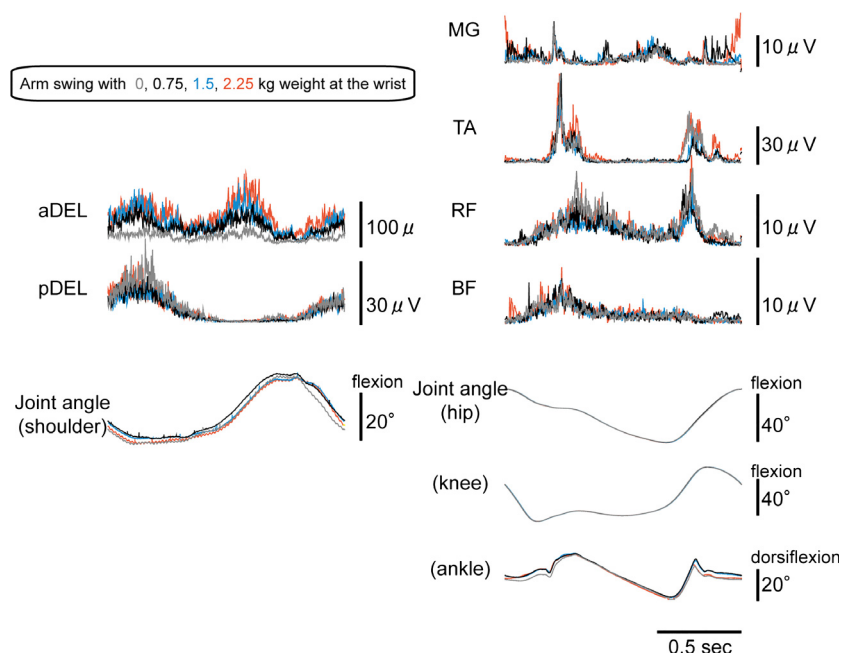 Arm swing with 0, 0.75, 1.5, 2.25 kg weight at the wrist
aDEL
100 μ
pDEL
30 μ V
Joint angle
(shoulder)
flexion
20°
MG
10 μ V
TA
30 μ V
RF
10 μ V
BF
10 μ V
Joint angle
(hip)
flexion
40°
(knee)
flexion
40°
(ankle)
dorsiflexion
20°
0.5 sec